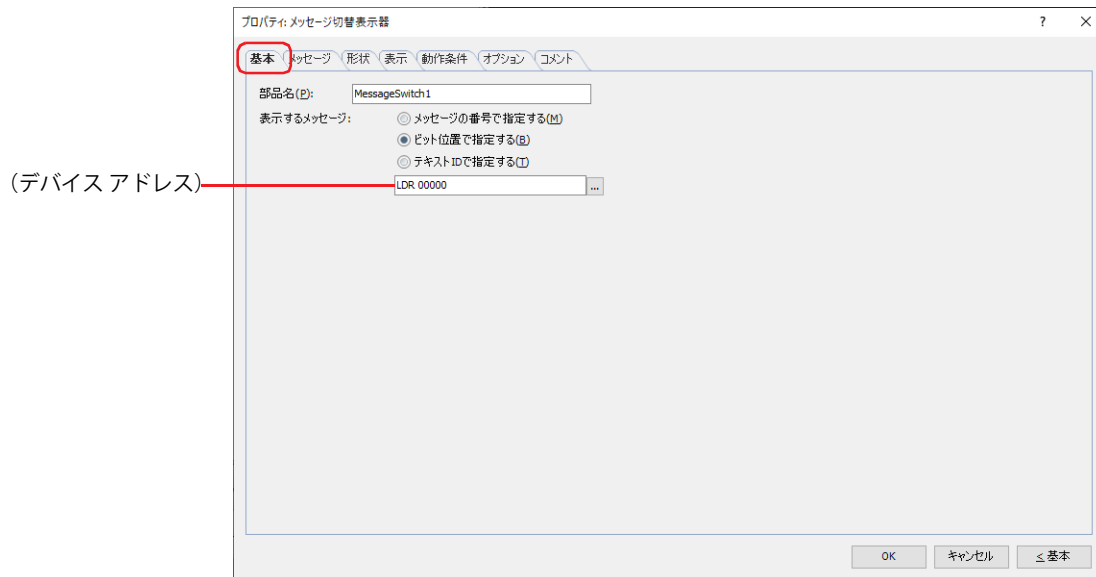 プロパティ: メッセージ切替表示器
? ×
基本 メッセージ 形状 表示 動作条件 オプション コメント
部品名(P): MessageSwitch1
表示するメッセージ: メッセージの番号で指定する(M)
ビット位置で指定する(B)
テキストIDで指定する(T)
(デバイス アドレス) LDR 00000 ...
OK キャンセル < 基本